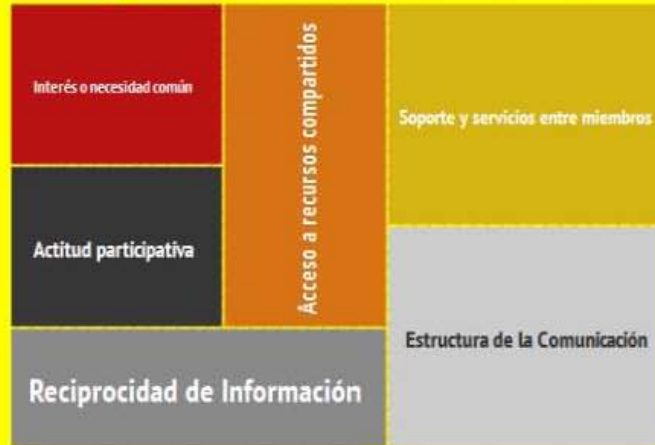 Interés o necesidad común
Acceso a recursos compartidos
Soporte y servicios entre miembros
Actitud participativa
Estructura de la Comunicación
Reciprocidad de Información